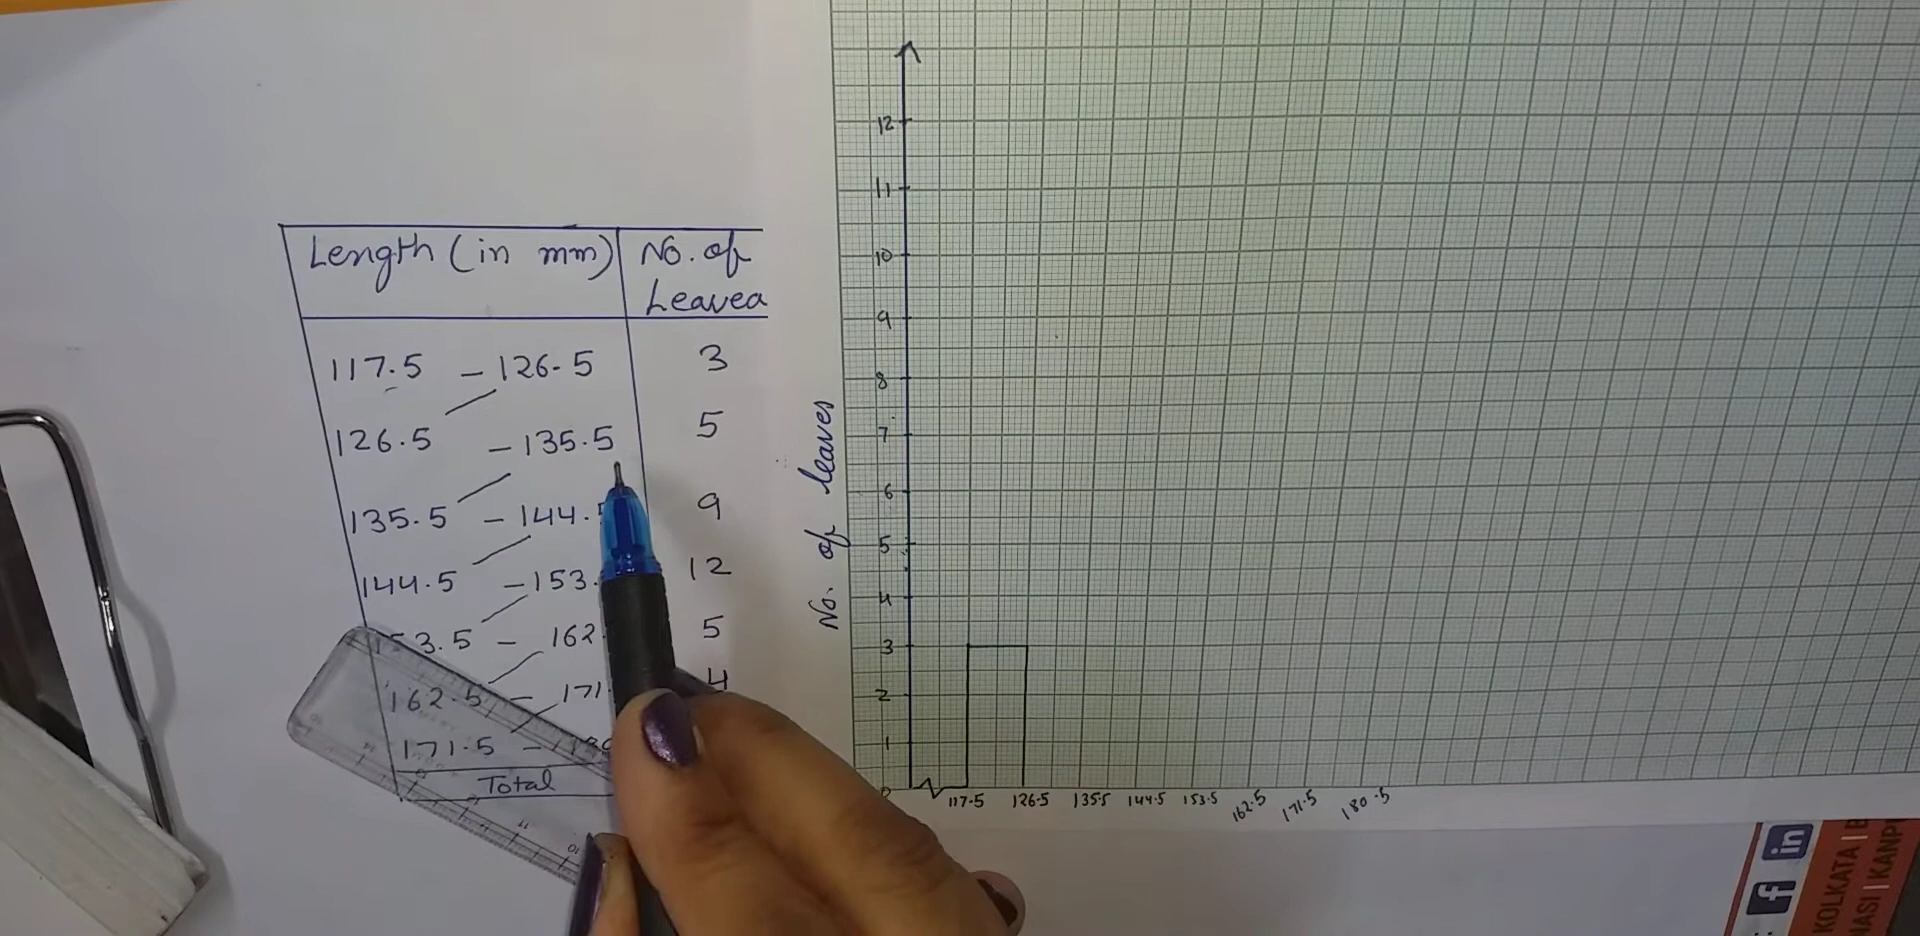 Length (in mm) No. of
Leavea
117.5 - 126.5 3
126.5 - 135.5 5
135.5 - 144. 9
144.5 - 153. 12
3.5 - 162. 5
162.5 - 171 4
171.5 -
Total
No. of leaves
12
11
10
9
8
7
6
5
4
3
2
1
0
117.5 126.5 135.5 144.5 153.5 162.5 171.5 180.5
f in
KOLKATA |
NASI | KANP